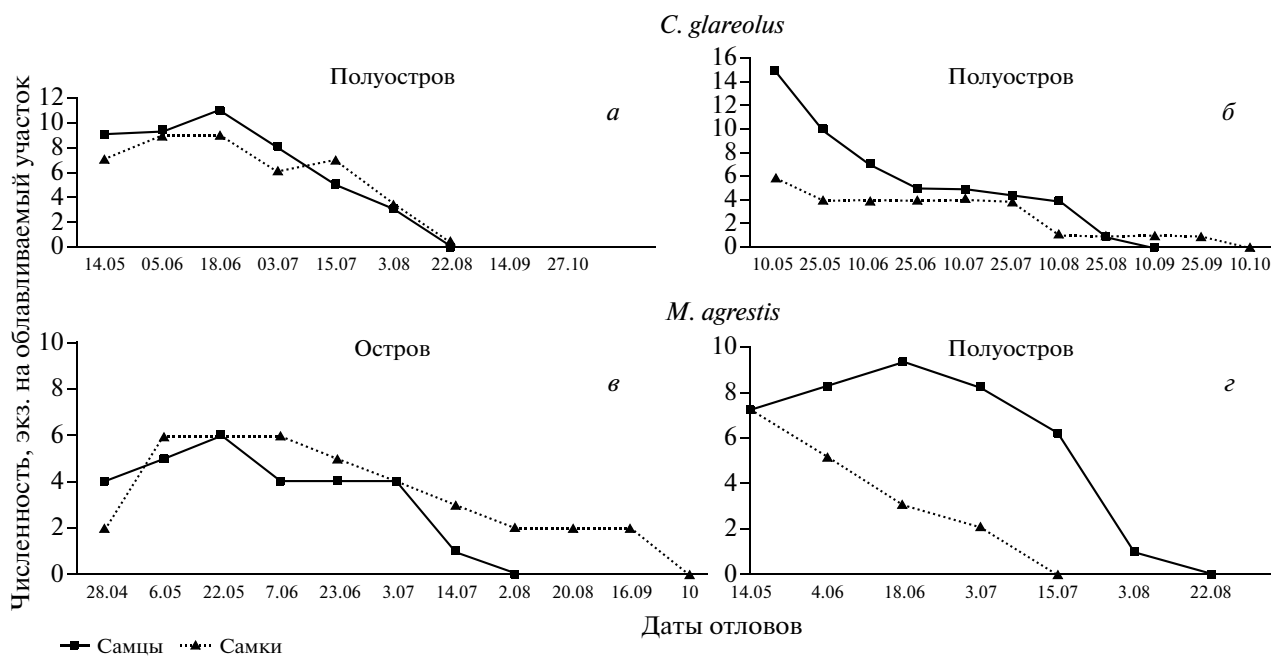 C. glareolus
Полуостров
а
12
10
8
6
4
2
0
14.05 05.06 18.06 03.07 15.07 3.08 22.08 14.09 27.10
Полуостров
б
16
14
12
10
8
6
4
2
0
10.05 25.05 10.06 25.06 10.07 25.07 10.08 25.08 10.09 25.09 10.10
M. agrestis
Остров
в
10
8
6
4
2
0
28.04 6.05 22.05 7.06 23.06 3.07 14.07 2.08 20.08 16.09 10
Полуостров
г
10
8
6
4
2
0
14.05 4.06 18.06 3.07 15.07 3.08 22.08
Численность, экз. на облавливаемый участок
Даты отловов
Самцы Самки